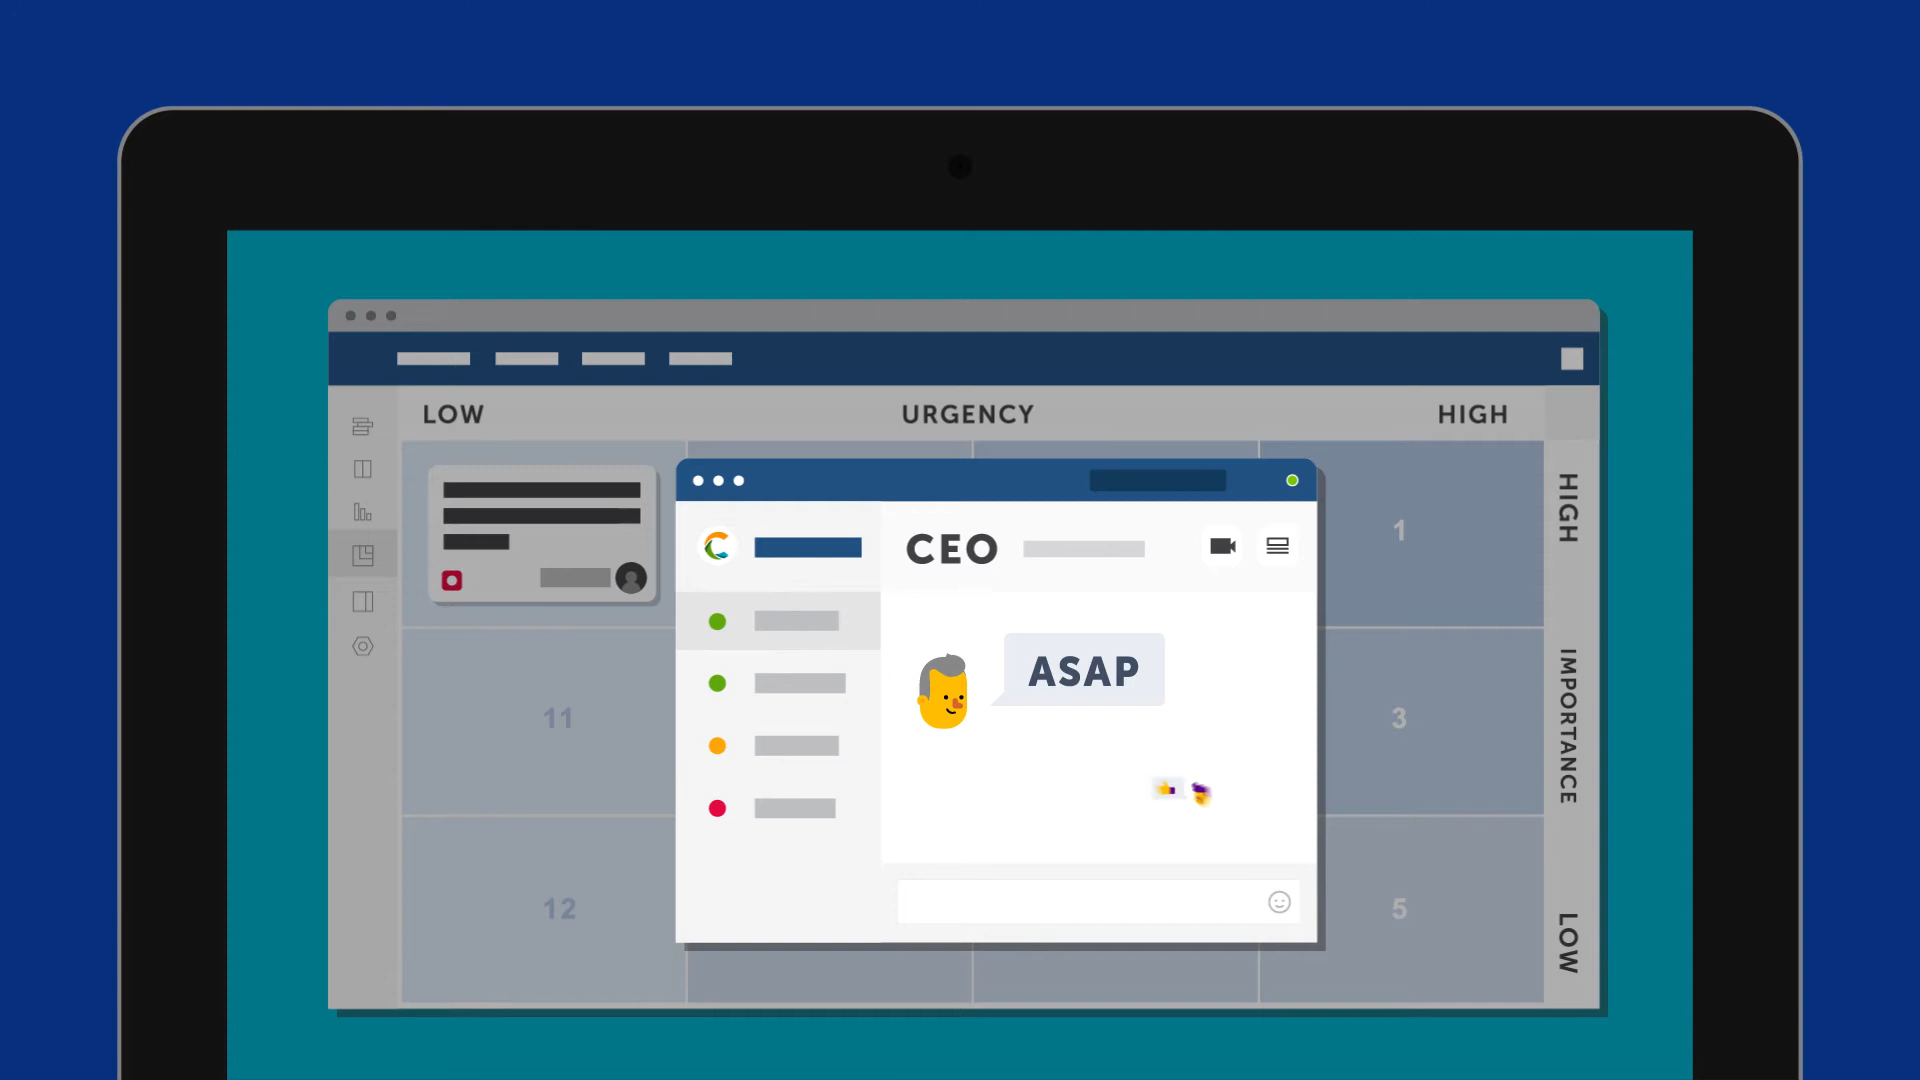 LOW URGENCY HIGH
HIGH
1
CEO
ASAP
11
3
IMPORTANCE
12
5
LOW